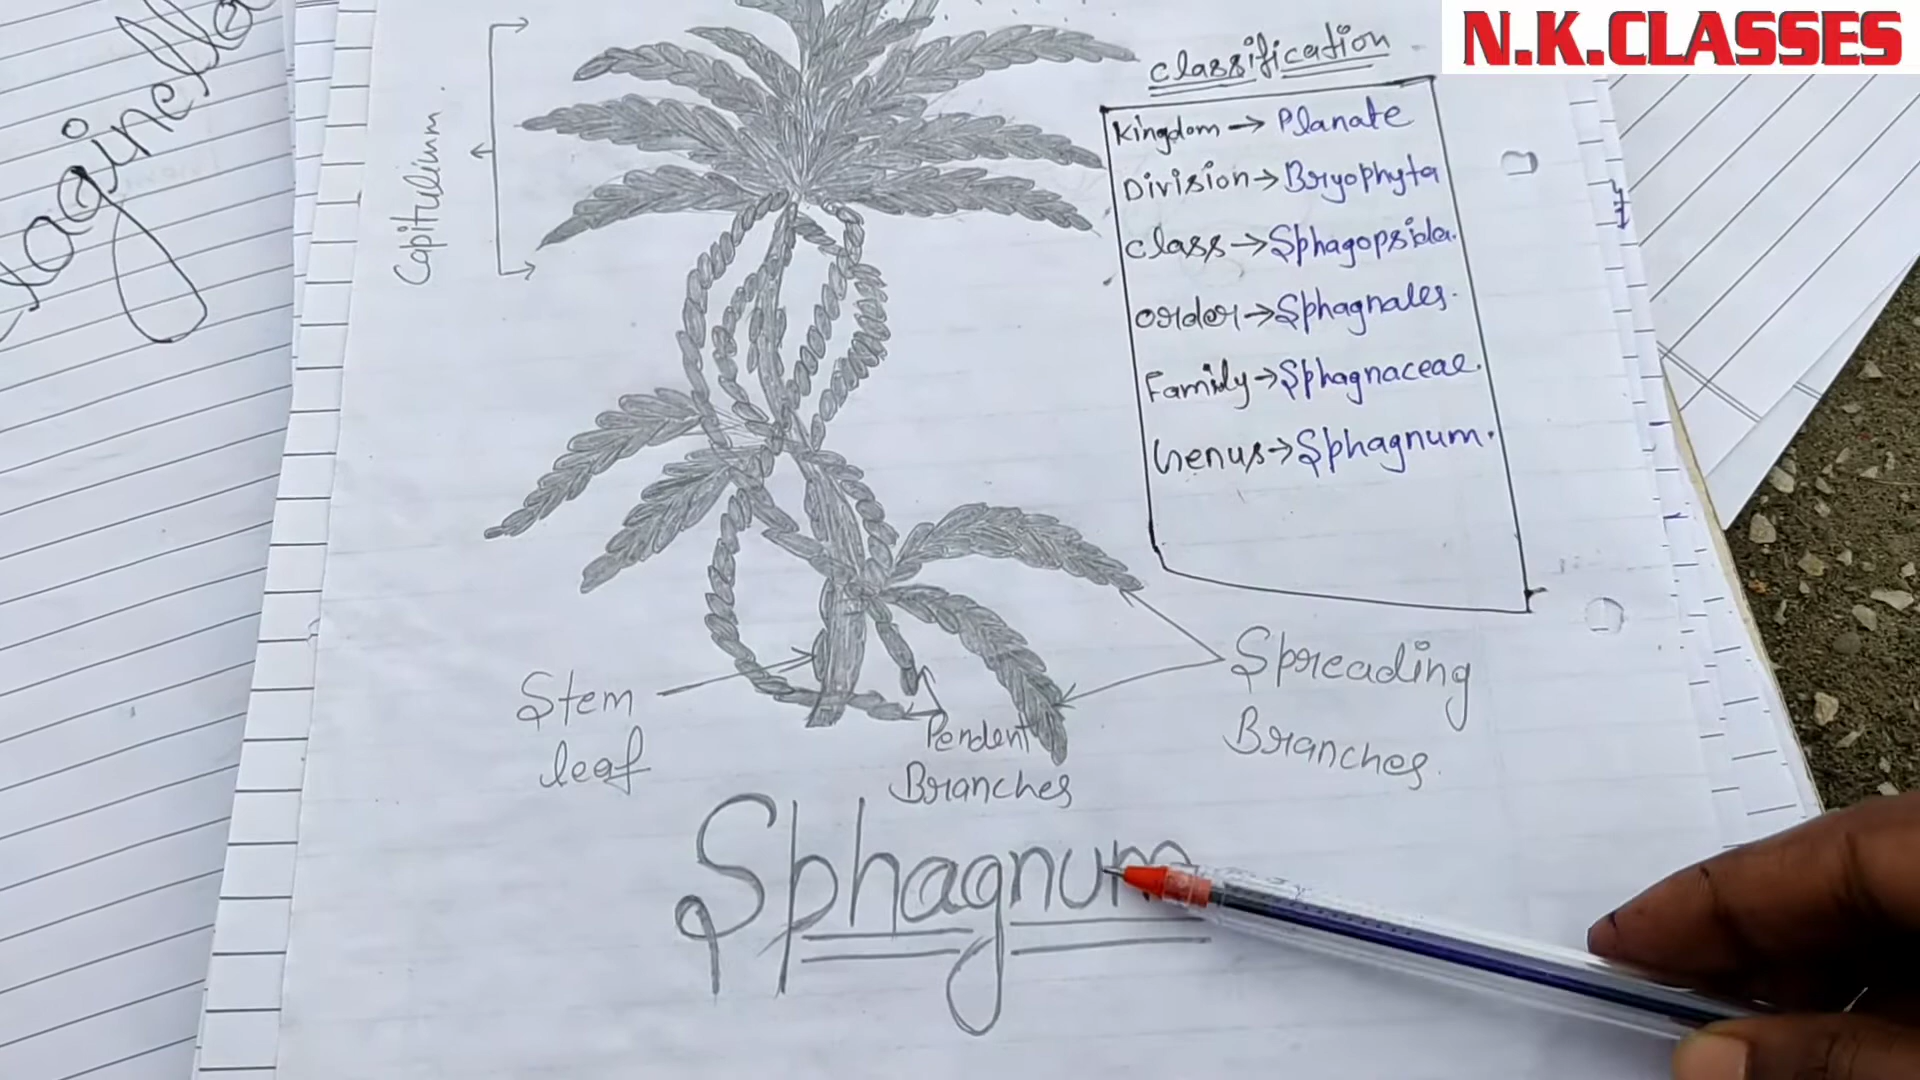 N.K.CLASSES
Classification
Kingdom → Planate
Division → Bryophyta
Class → Sphagopsida.
Order → Sphagnales.
Family → Sphagnaceae.
Genus → Sphagnum.
Capitulium
Stem
leaf
Pendent
Branches
Spreading
Branches.
Sphagnum